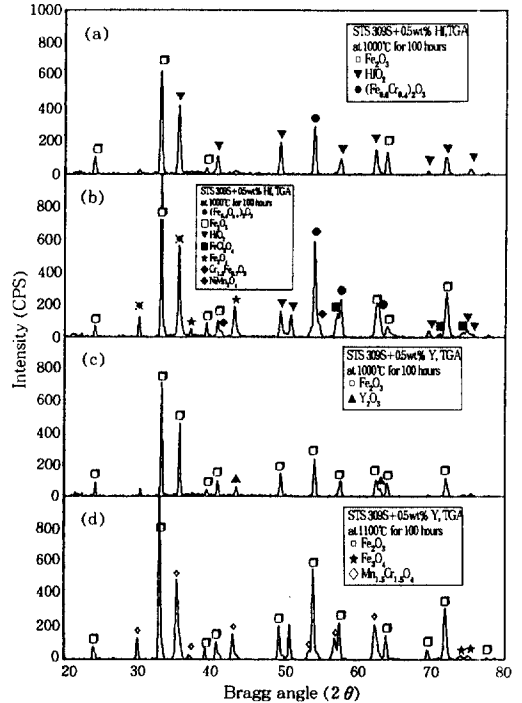 1000
(a)
STS 309S+0.5wt% Hf, TGA
at 1000℃ for 100 hours
□ Fe₂O₃
▼ HfO₂
● (Fe₀.₆Cr₀.₄)₂O₃
800
600
400
200
0
(b)
STS 309S+0.5wt% Hf, TGA
at 1000℃ for 100 hours
□ Fe₂O₃
▼ HfO₂
800
600
400
200
0
(c)
STS 309S+0.5wt% Y, TGA
at 1000℃ for 100 hours
□ Fe₂O₃
▲ Y₂O₃
800
600
400
200
0
(d)
STS 309S+0.5wt% Y, TGA
at 1100℃ for 100 hours
□ Fe₂O₃
★ Fe₃O₄
◇ Mn₁.₅Cr₁.₅O₄
800
600
400
200
0
20 30 40 50 60 70 80
Intensity (CPS)
Bragg angle (2 θ)